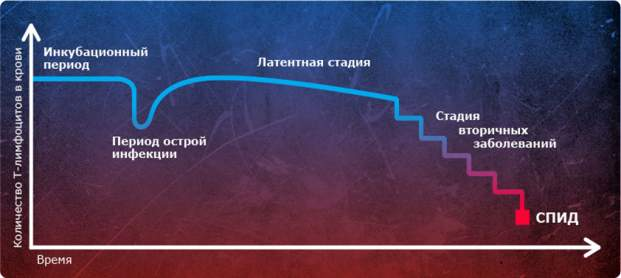 Инкубационный
период
Латентная стадия
Период острой
инфекции
Стадия
вторичных
заболеваний
СПИД
Количество Т-лимфоцитов в крови
Время